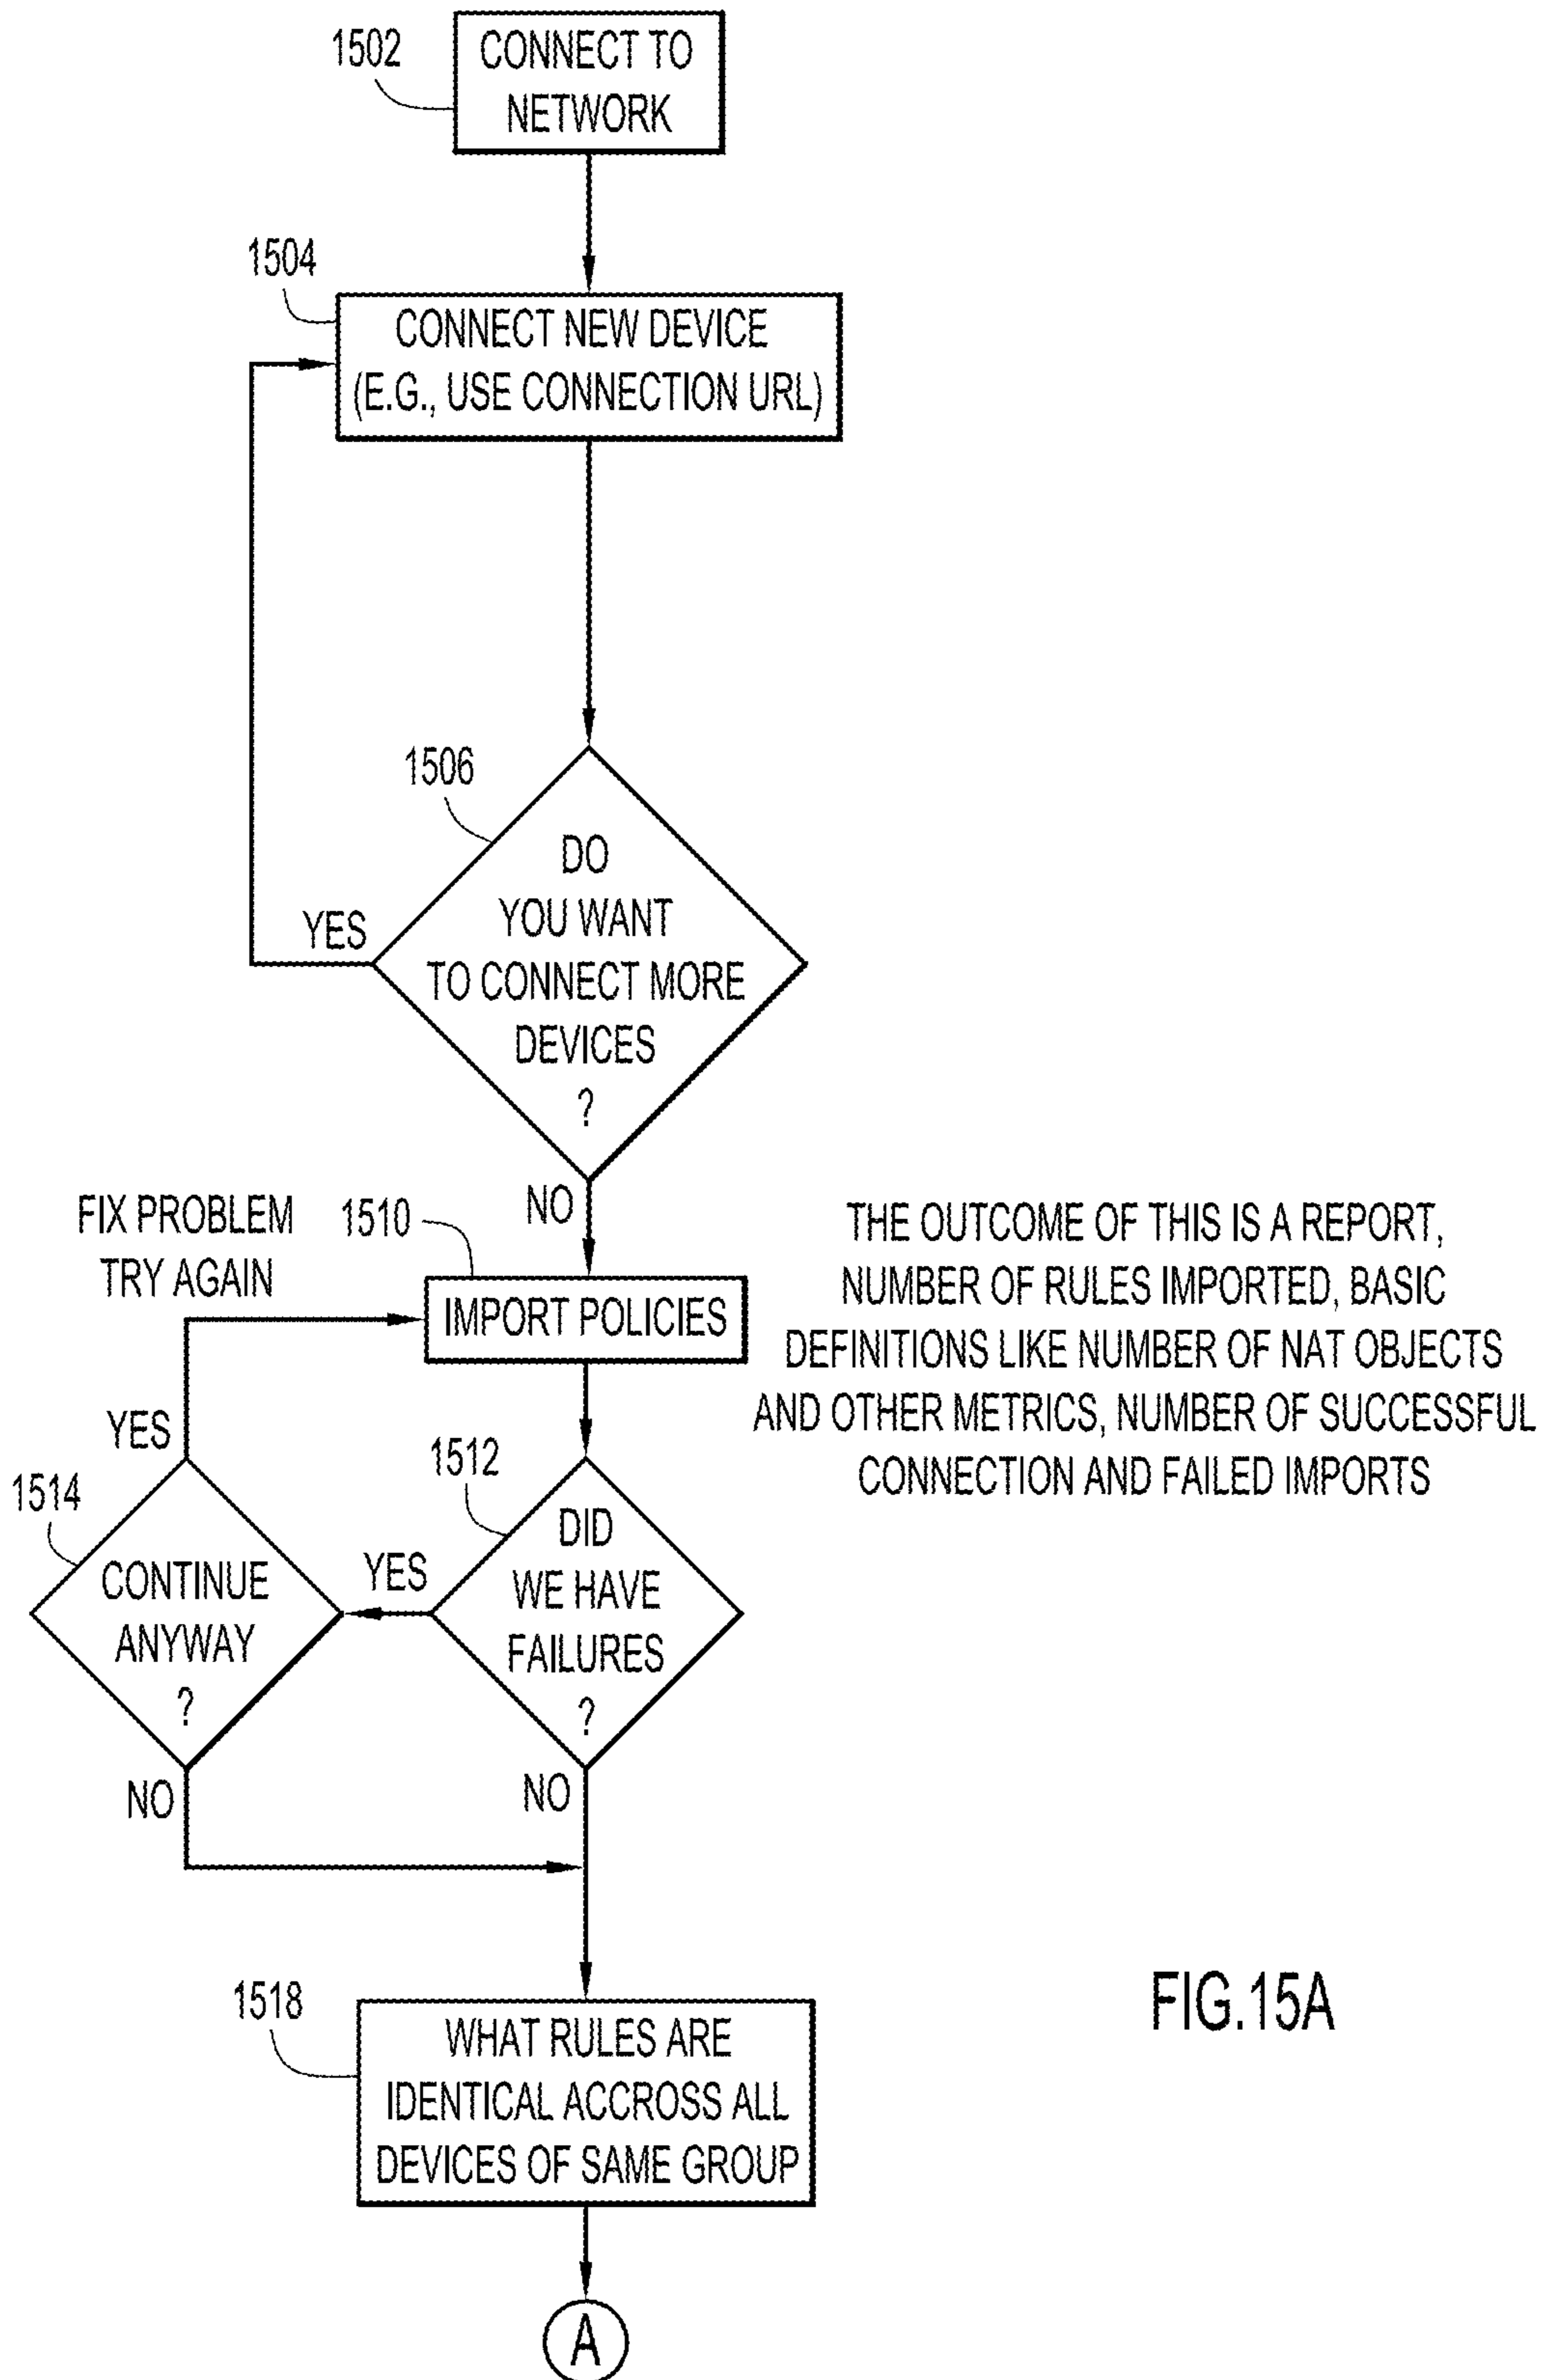 1502
CONNECT TO
NETWORK
1504
CONNECT NEW DEVICE
(E.G., USE CONNECTION URL)
1506
DO
YOU WANT
TO CONNECT MORE
DEVICES
?
YES
NO
FIX PROBLEM
TRY AGAIN
1510
IMPORT POLICIES
THE OUTCOME OF THIS IS A REPORT,
NUMBER OF RULES IMPORTED, BASIC
DEFINITIONS LIKE NUMBER OF NAT OBJECTS
AND OTHER METRICS, NUMBER OF SUCCESSFUL
CONNECTION AND FAILED IMPORTS
YES
1514
CONTINUE
ANYWAY
?
NO
YES
1512
DID
WE HAVE
FAILURES
?
NO
1518
WHAT RULES ARE
IDENTICAL ACCROSS ALL
DEVICES OF SAME GROUP
A
FIG.15A